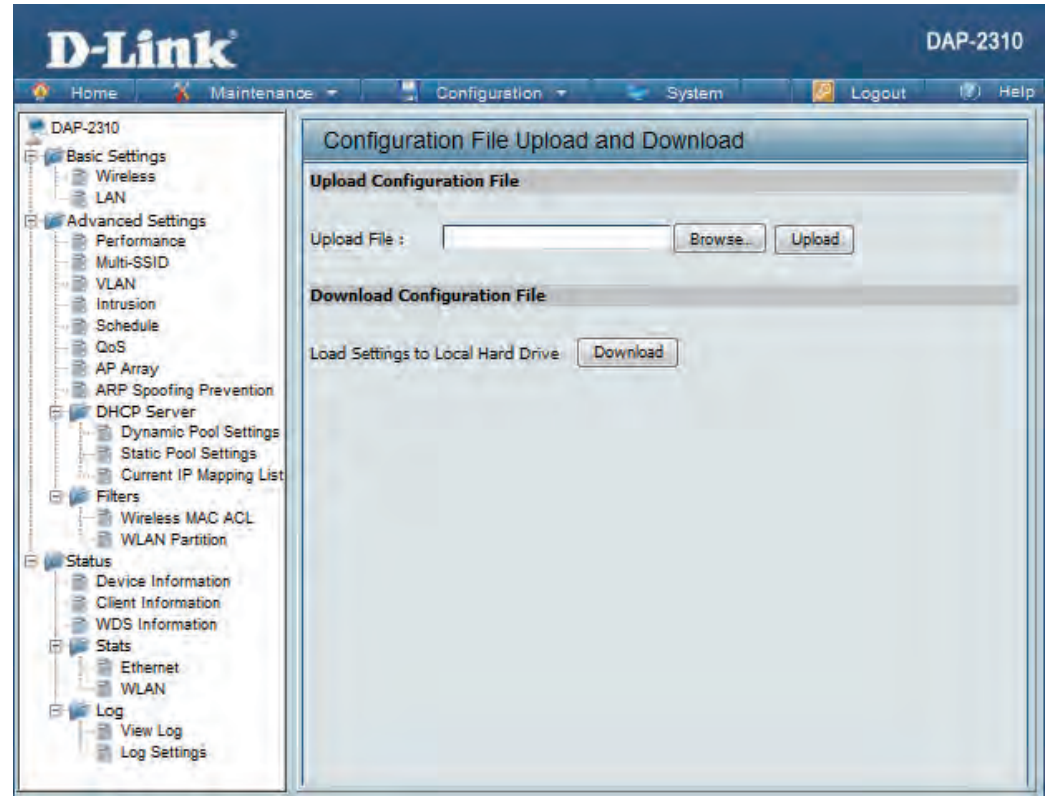 D-Link
DAP-2310
Home Maintenance Configuration System Logout Help
DAP-2310
Basic Settings
Wireless
LAN
Advanced Settings
Performance
Multi-SSID
VLAN
Intrusion
Schedule
QoS
AP Array
ARP Spoofing Prevention
DHCP Server
Dynamic Pool Settings
Static Pool Settings
Current IP Mapping List
Filters
Wireless MAC ACL
WLAN Partition
Status
Device Information
Client Information
WDS Information
Stats
Ethernet
WLAN
Log
View Log
Log Settings
Configuration File Upload and Download
Upload Configuration File
Upload File : Browse... Upload
Download Configuration File
Load Settings to Local Hard Drive Download